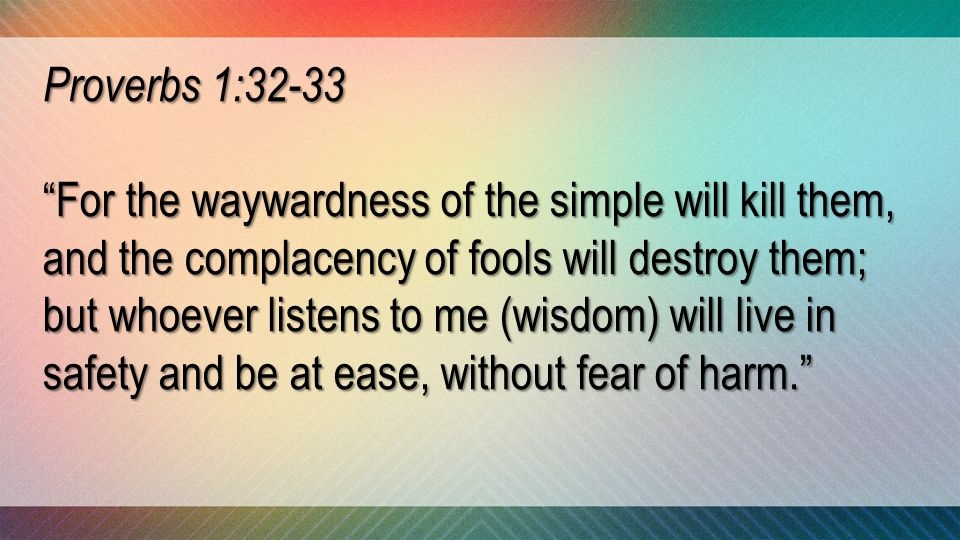 Proverbs 1:32-33
“For the waywardness of the simple will kill them,
and the complacency of fools will destroy them;
but whoever listens to me (wisdom) will live in
safety and be at ease, without fear of harm.”